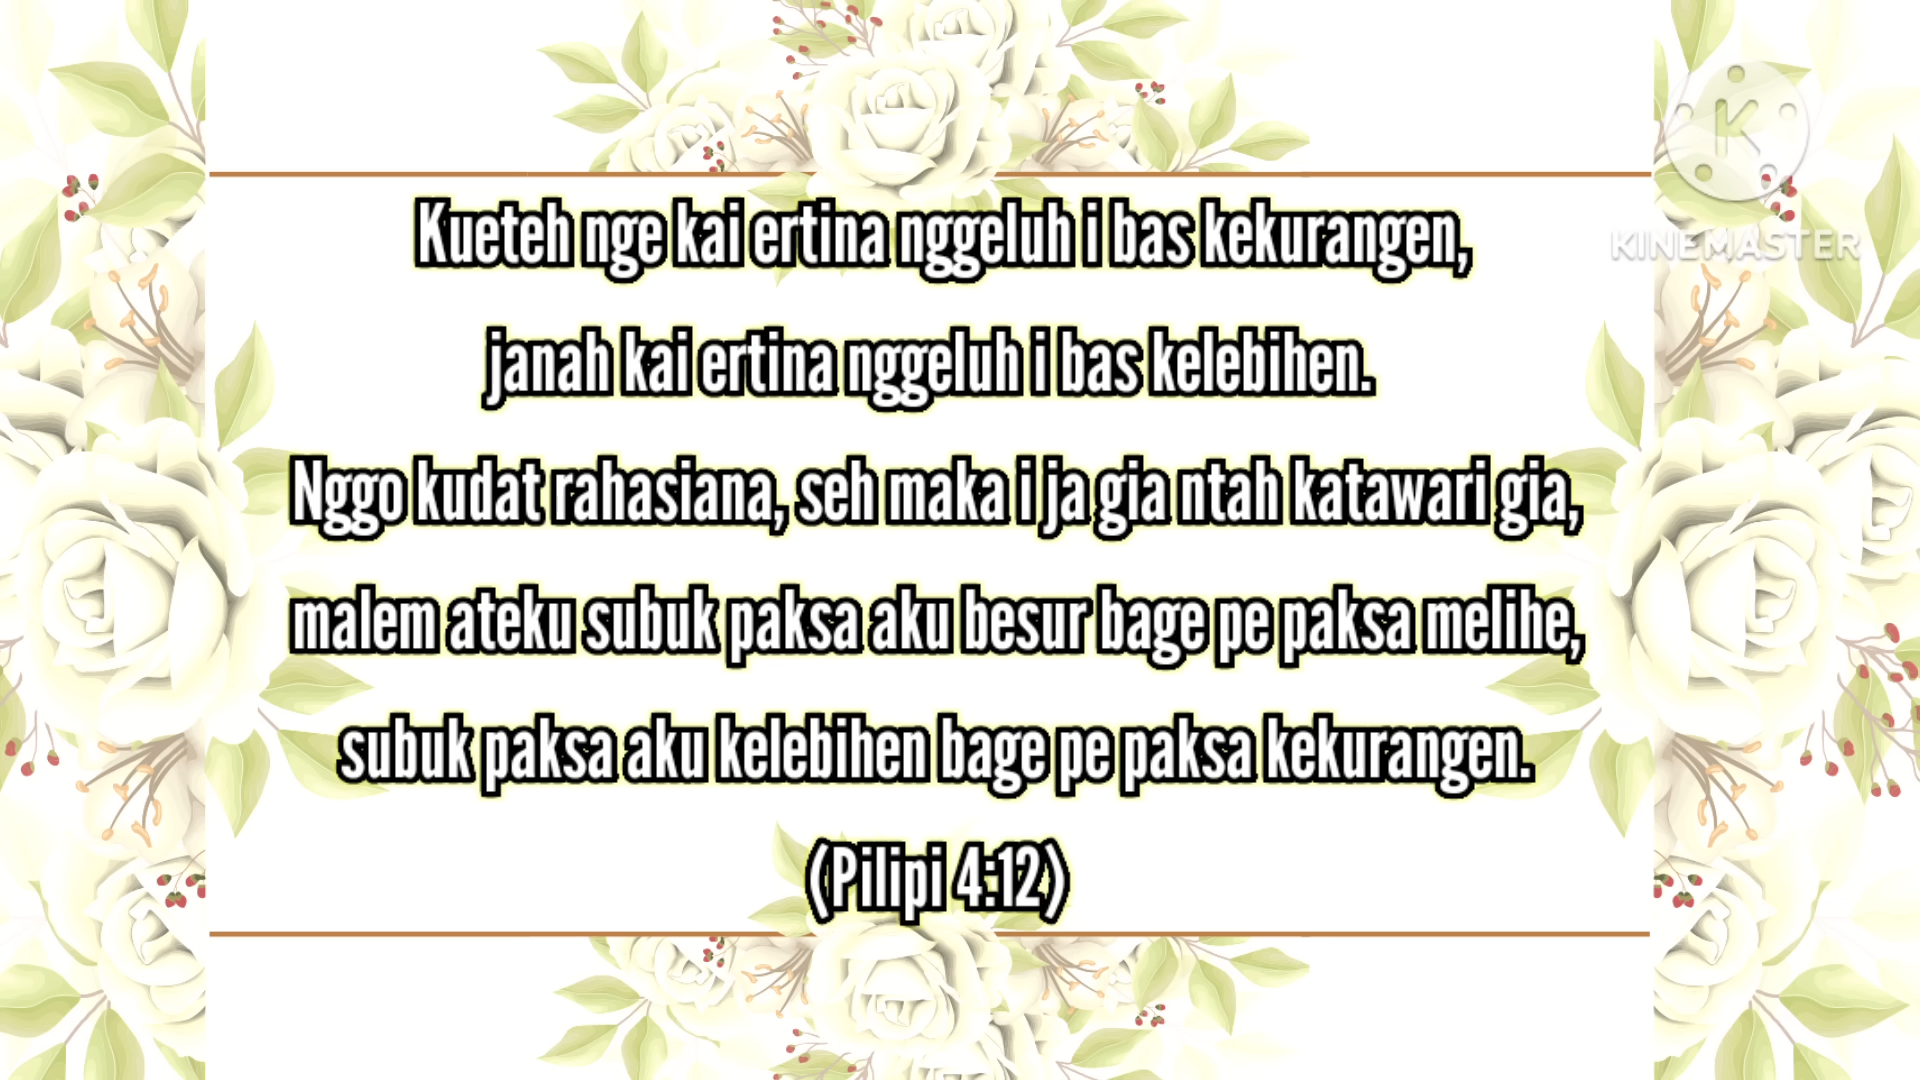 KINEMASTER
Kueteh nge kai ertina nggeluh i bas kekurangen,
janah kai ertina nggeluh i bas kelebihen.
Nggo kudat rahasiana, seh maka i ja gia ntah katawari gia,
malem ateku subuk paksa aku besur bage pe paksa melihe,
subuk paksa aku kelebihen bage pe paksa kekurangen.
(Pilipi 4:12)